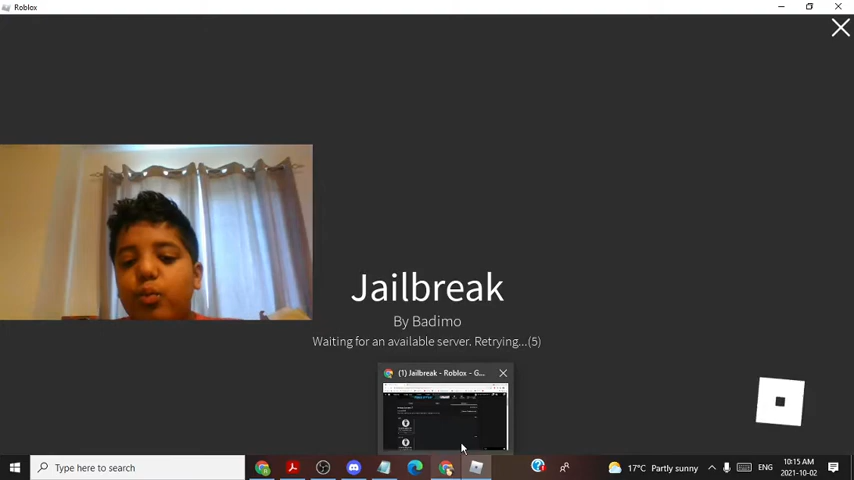 Roblox
Jailbreak
By Badimo
Waiting for an available server. Retrying...(5)
(1) Jailbreak - Roblox - G...
Type here to search
17°C Partly sunny
ENG
10:15 AM
2021-10-02